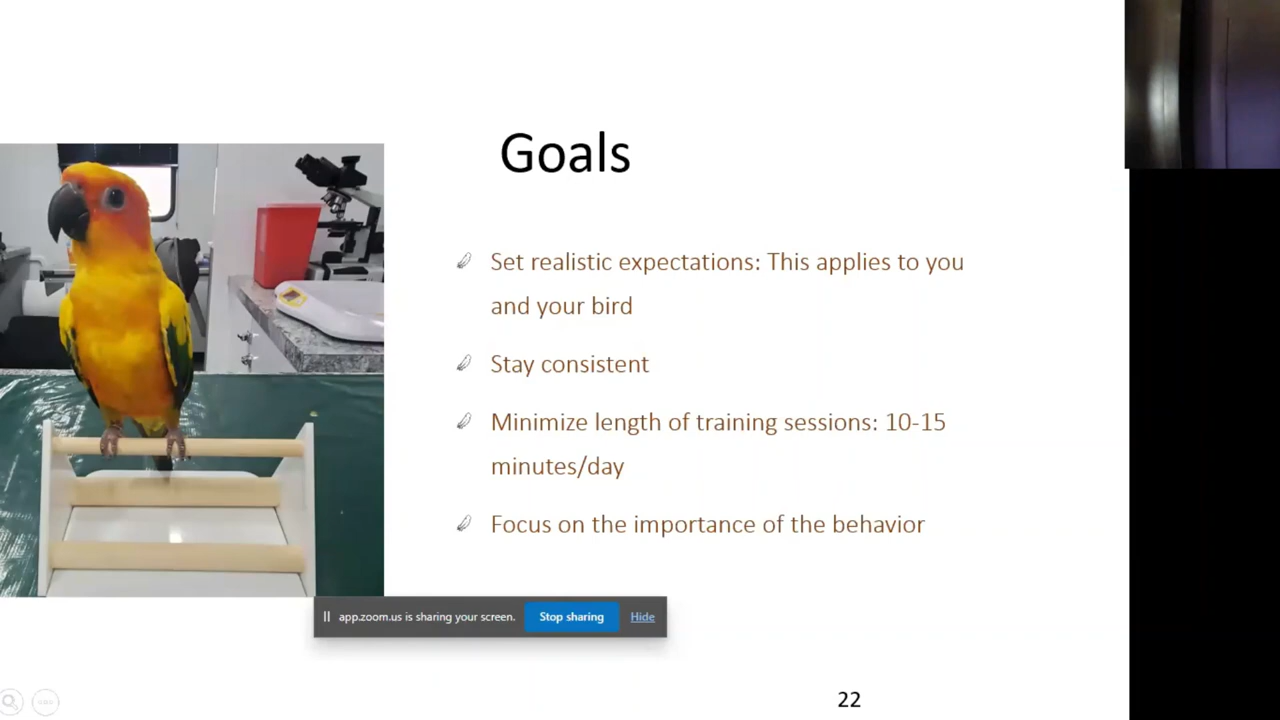 Goals
Set realistic expectations: This applies to you
and your bird
Stay consistent
Minimize length of training sessions: 10-15
minutes/day
Focus on the importance of the behavior
app.zoom.us is sharing your screen. Stop sharing Hide
22